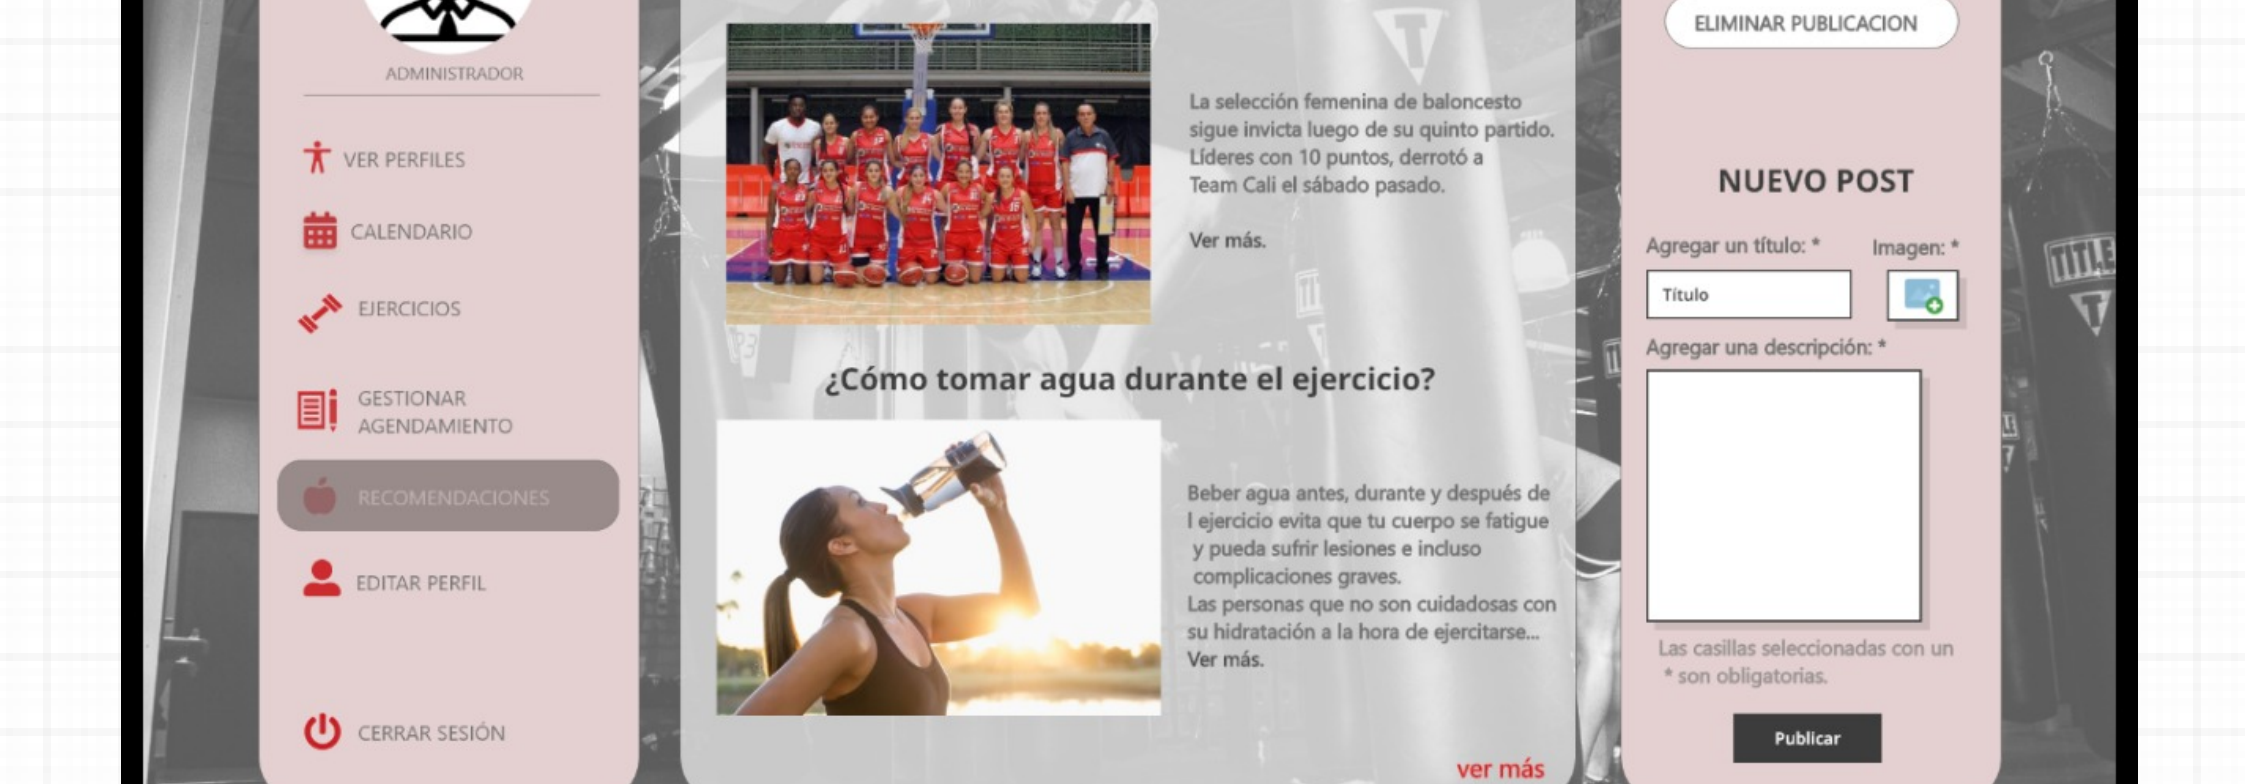 ADMINISTRADOR
VER PERFILES
CALENDARIO
EJERCICIOS
GESTIONAR
AGENDAMIENTO
RECOMENDACIONES
EDITAR PERFIL
CERRAR SESIÓN
La selección femenina de baloncesto
sigue invicta luego de su quinto partido.
Líderes con 10 puntos, derrotó a
Team Cali el sábado pasado.
Ver más.
¿Cómo tomar agua durante el ejercicio?
Beber agua antes, durante y después de
l ejercicio evita que tu cuerpo se fatigue
y pueda sufrir lesiones e incluso
complicaciones graves.
Las personas que no son cuidadosas con
su hidratación a la hora de ejercitarse...
Ver más.
ver más
ELIMINAR PUBLICACION
NUEVO POST
Agregar un título: *
Imagen: *
Título
Agregar una descripción: *
Las casillas seleccionadas con un
* son obligatorias.
Publicar
TITLE
T